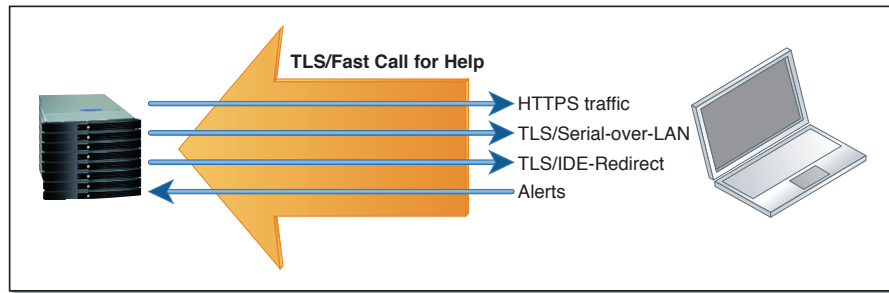 TLS/Fast Call for Help
HTTPS traffic
TLS/Serial-over-LAN
TLS/IDE-Redirect
Alerts